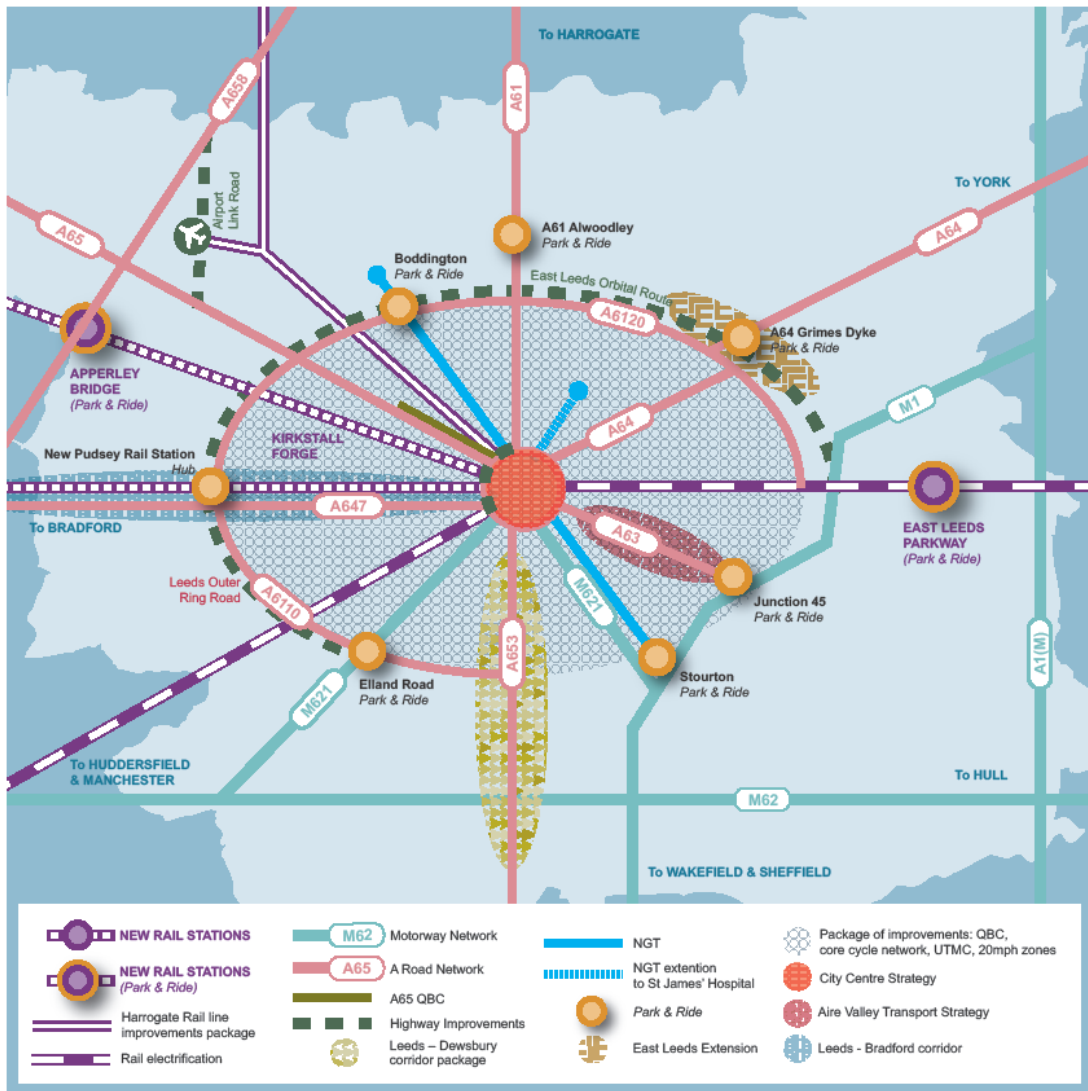 To HARROGATE
A658
A61
Airport
Link Road
To YORK
A65
A61 Alwoodley
Park & Ride
A64
Boddington
Park & Ride
East Leeds Orbital Route
A6120
A64 Grimes Dyke
Park & Ride
APPERLEY
BRIDGE
(Park & Ride)
M1
A64
KIRKSTALL
FORGE
New Pudsey Rail Station
Hub
A647
To BRADFORD
A63
EAST LEEDS
PARKWAY
(Park & Ride)
Leeds Outer
Ring Road
A6110
M621
Junction 45
Park & Ride
A653
A1(M)
Elland Road
Park & Ride
Stourton
Park & Ride
M621
To HUDDERSFIELD
& MANCHESTER
To HULL
M62
To WAKEFIELD & SHEFFIELD
NEW RAIL STATIONS
NEW RAIL STATIONS
(Park & Ride)
Harrogate Rail line
improvements package
Rail electrification
M62
Motorway Network
A65
A Road Network
A65 QBC
Highway Improvements
Leeds – Dewsbury
corridor package
NGT
NGT extention
to St James' Hospital
Park & Ride
East Leeds Extension
Package of improvements: QBC,
core cycle network, UTMC, 20mph zones
City Centre Strategy
Aire Valley Transport Strategy
Leeds - Bradford corridor